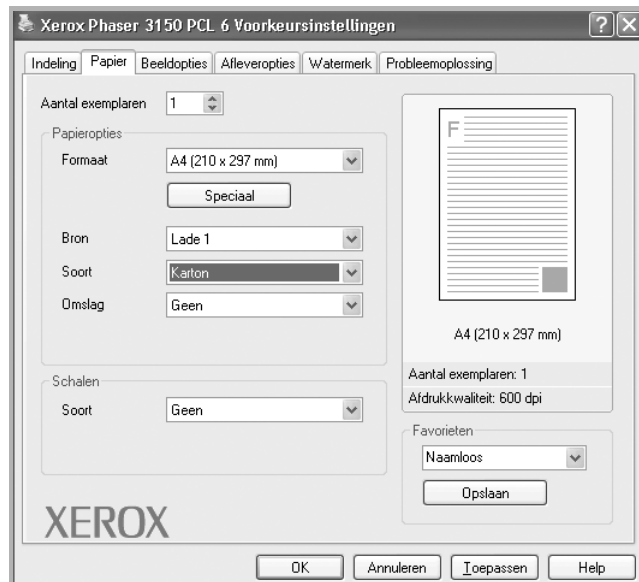 Xerox Phaser 3150 PCL 6 Voorkeursinstellingen
Indeling Papier Beeldopties Afleveropties Watermerk Probleemoplossing
Aantal exemplaren 1
Papieropties
Formaat A4 (210 x 297 mm)
Speciaal
Bron Lade 1
Soort Karton
Omslag Geen
Schalen
Soort Geen
XEROX
F
A4 (210 x 297 mm)
Aantal exemplaren: 1
Afdrukkwaliteit: 600 dpi
Favorieten
Naamloos
Opslaan
OK Annuleren Toepassen Help